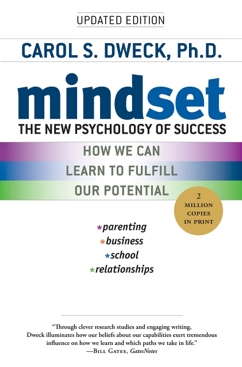 UPDATED EDITION
CAROL S. DWECK, Ph.D.
mindset
THE NEW PSYCHOLOGY OF SUCCESS
HOW WE CAN
LEARN TO FULFILL
OUR POTENTIAL
2
MILLION
COPIES
IN PRINT
*parenting
*business
*school
*relationships
"Through clever research studies and engaging writing,
Dweck illuminates how our beliefs about our capabilities exert tremendous
influence on how we learn and which paths we take in life."
—BILL GATES, GatesNotes